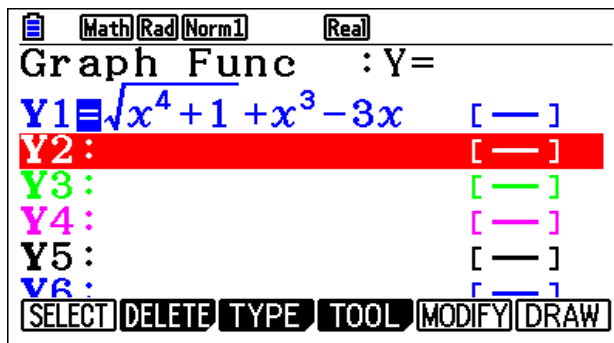 Math Rad Norm1 Real
Graph Func :Y=
Y1=√(x⁴+1)+x³−3x [—]
Y2: [—]
Y3: [—]
Y4: [—]
Y5: [—]
Y6: [—]
SELECT DELETE TYPE TOOL MODIFY DRAW